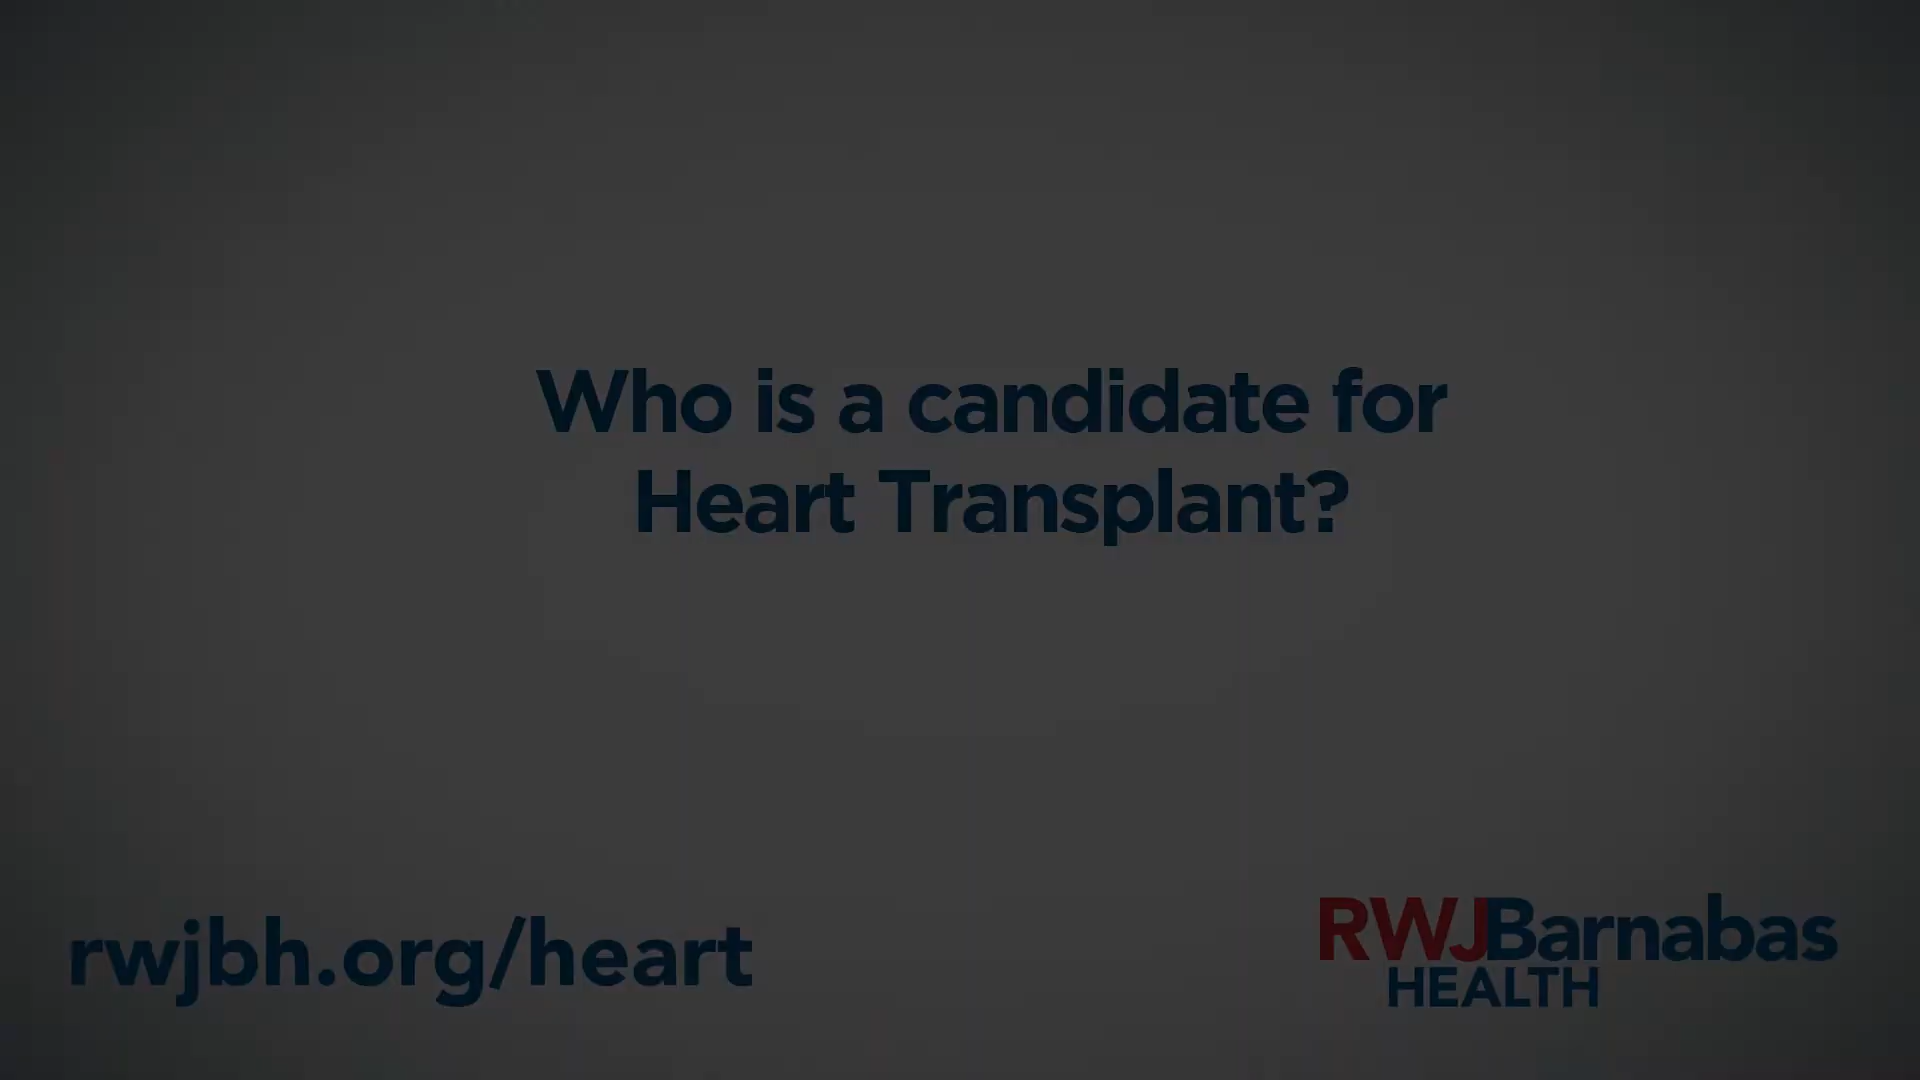 Who is a candidate for
Heart Transplant?
rwjbh.org/heart
RWJBarnabas
HEALTH